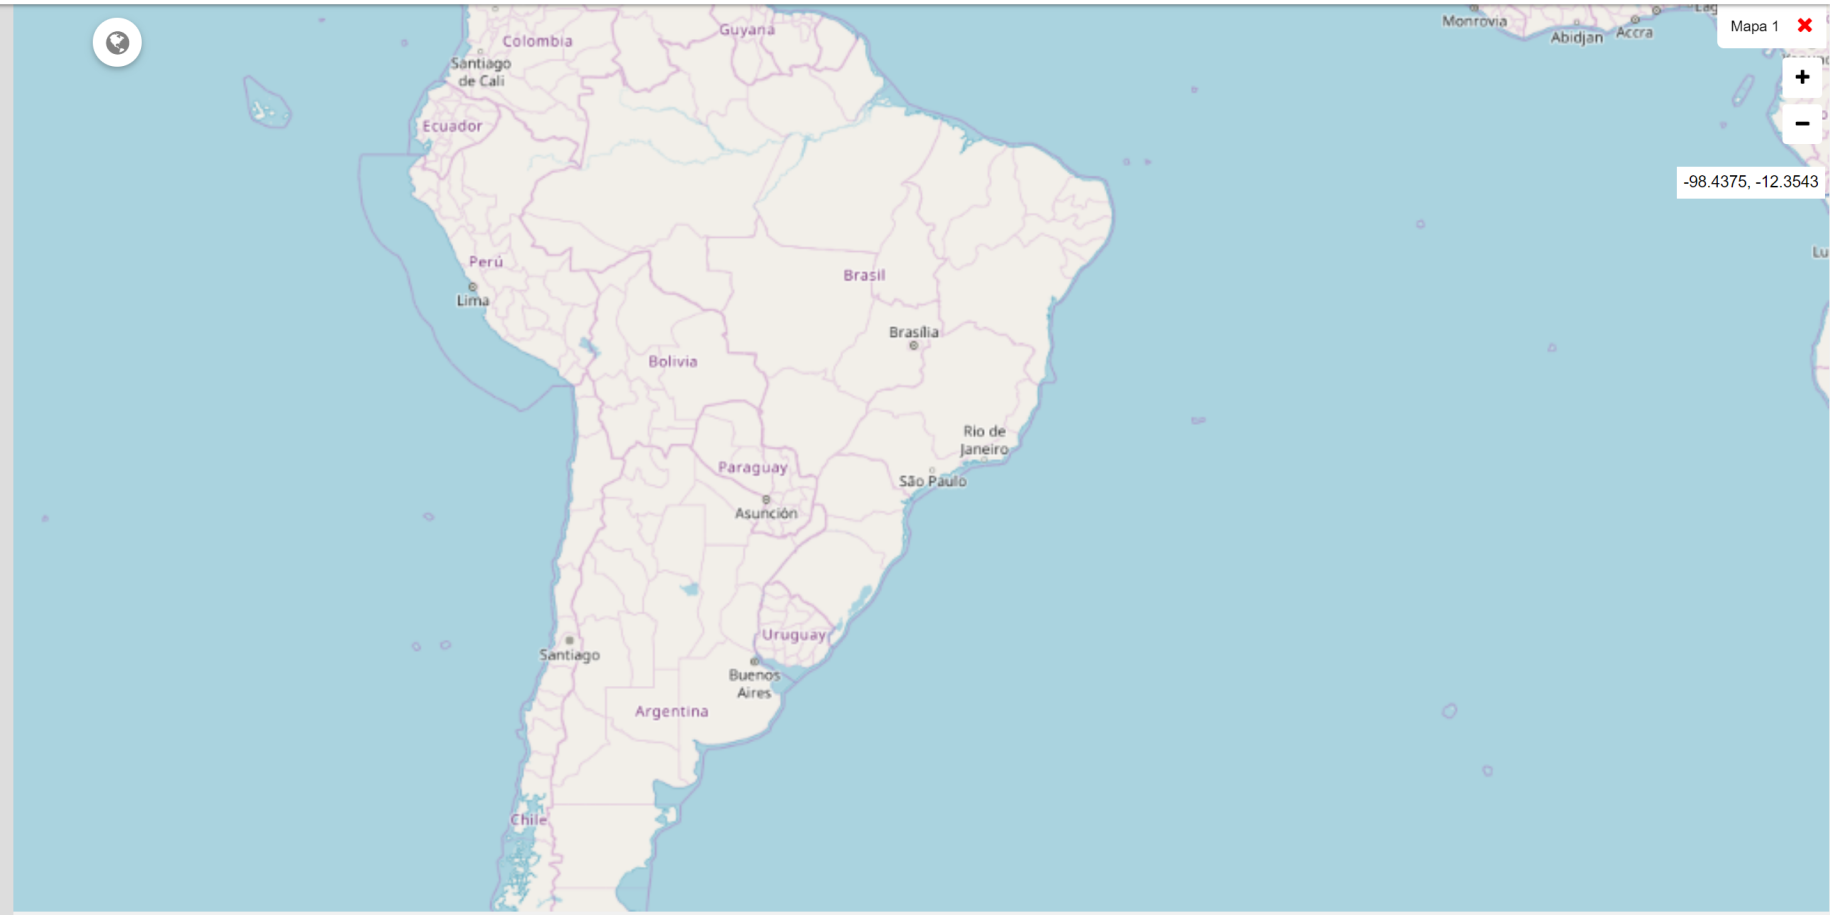 Monrovia
Abidjan
Accra
Mapa 1
Colombia
Guyana
Santiago
de Cali
Ecuador
-98.4375, -12.3543
Perú
Lima
Brasil
Brasília
Bolivia
Rio de
Janeiro
São Paulo
Paraguay
Asunción
Uruguay
Santiago
Buenos
Aires
Argentina
Chile
Lu